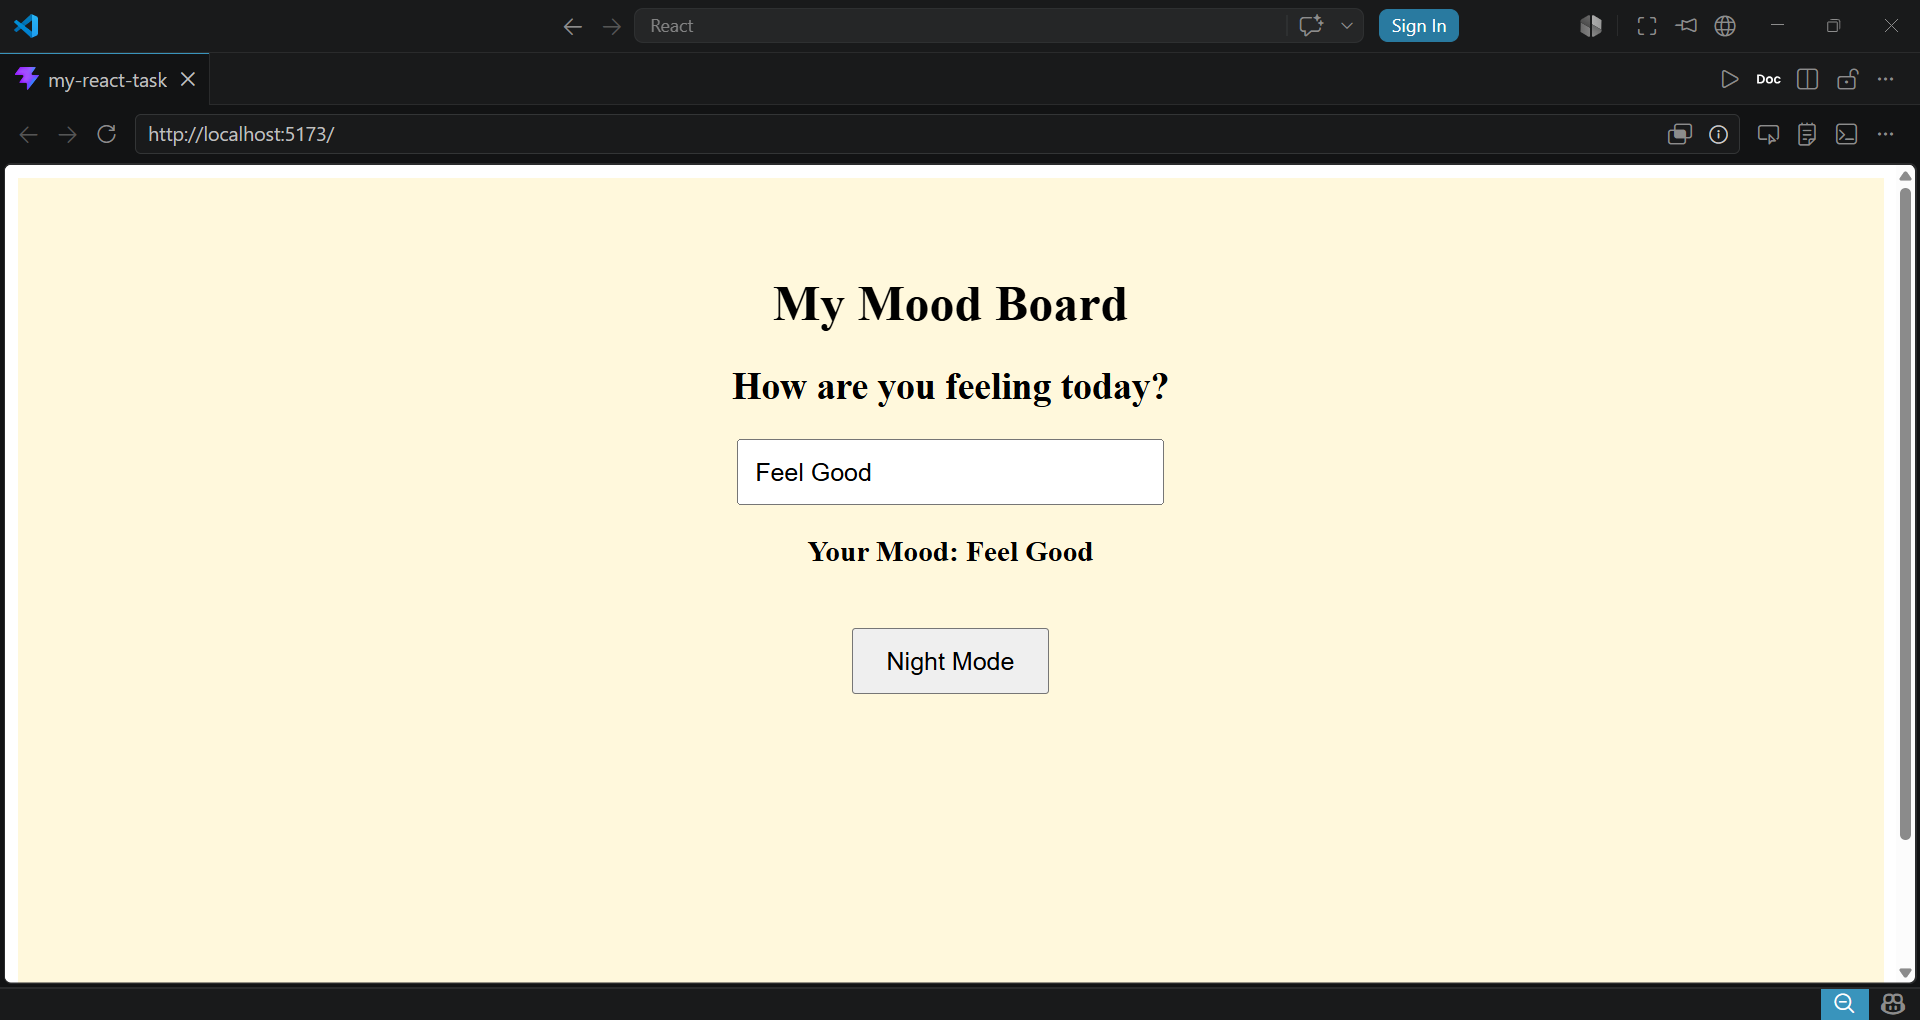 React
Sign In
my-react-task
Doc
http://localhost:5173/
My Mood Board
How are you feeling today?
Feel Good
Your Mood: Feel Good
Night Mode